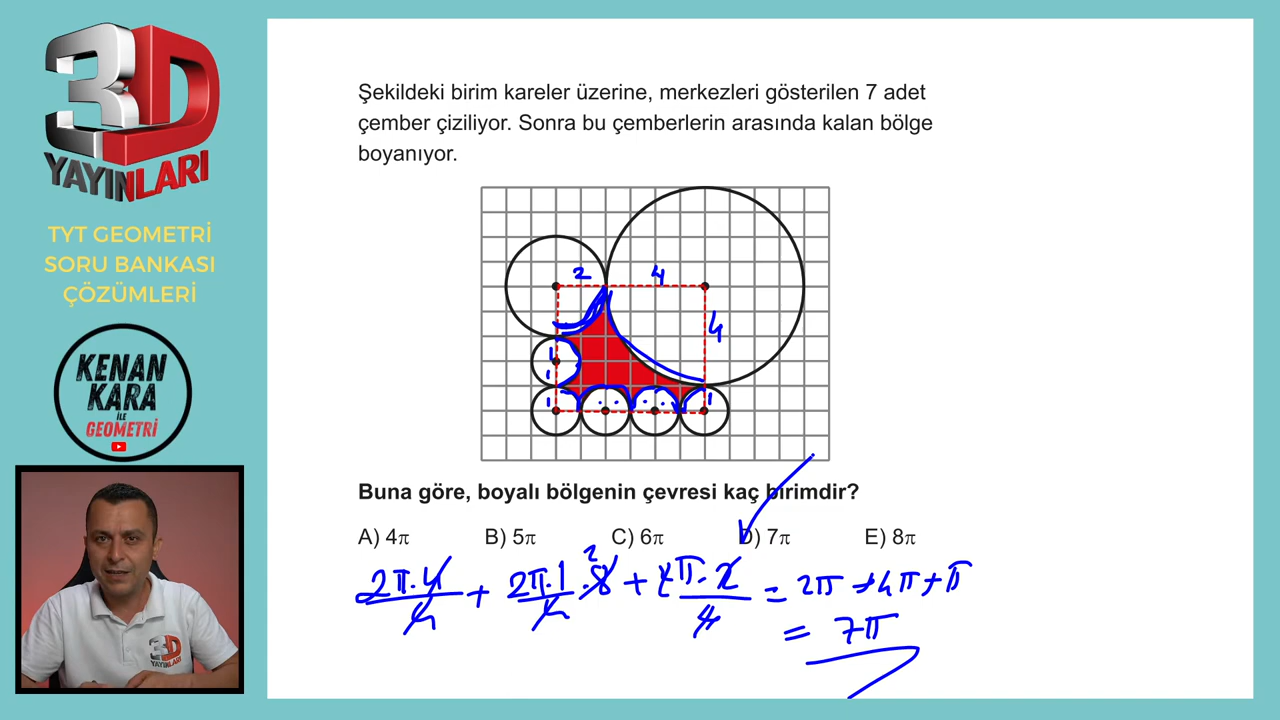 3D
YAYINLARI
TYT GEOMETRİ
SORU BANKASI
ÇÖZÜMLERİ
KENAN
KARA
İLE
GEOMETRİ
3D
YAYINLARI
Şekildeki birim kareler üzerine, merkezleri gösterilen 7 adet
çember çiziliyor. Sonra bu çemberlerin arasında kalan bölge
boyanıyor.
2 4
4
1
1
1 1
Buna göre, boyalı bölgenin çevresi kaç birimdir?
A) 4π B) 5π C) 6π D) 7π E) 8π
2π·4/4 + 2π·1/4 · 8 2 + 2π·2/4 = 2π + 4π + π
= 7π